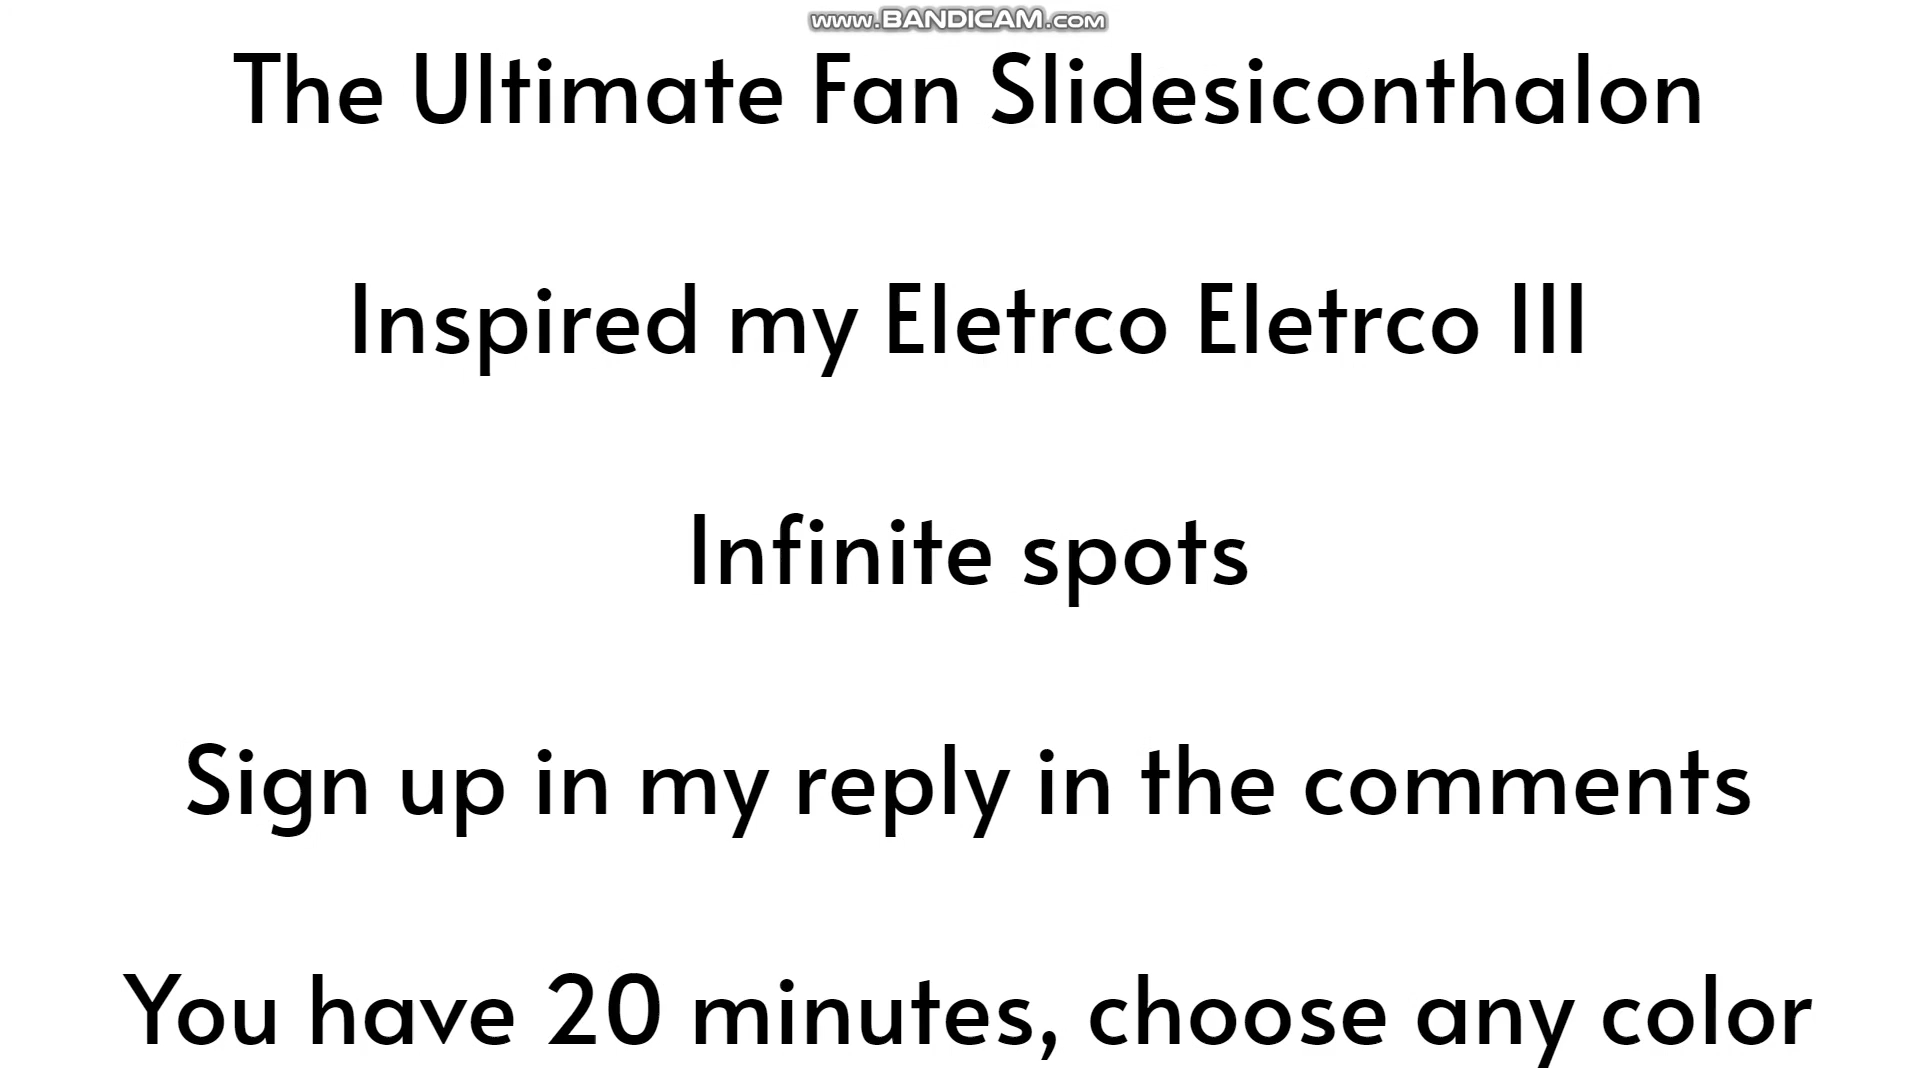 www.BANDICAM.com
The Ultimate Fan Slidesiconthalon
Inspired my Eletrco Eletrco III
Infinite spots
Sign up in my reply in the comments
You have 20 minutes, choose any color